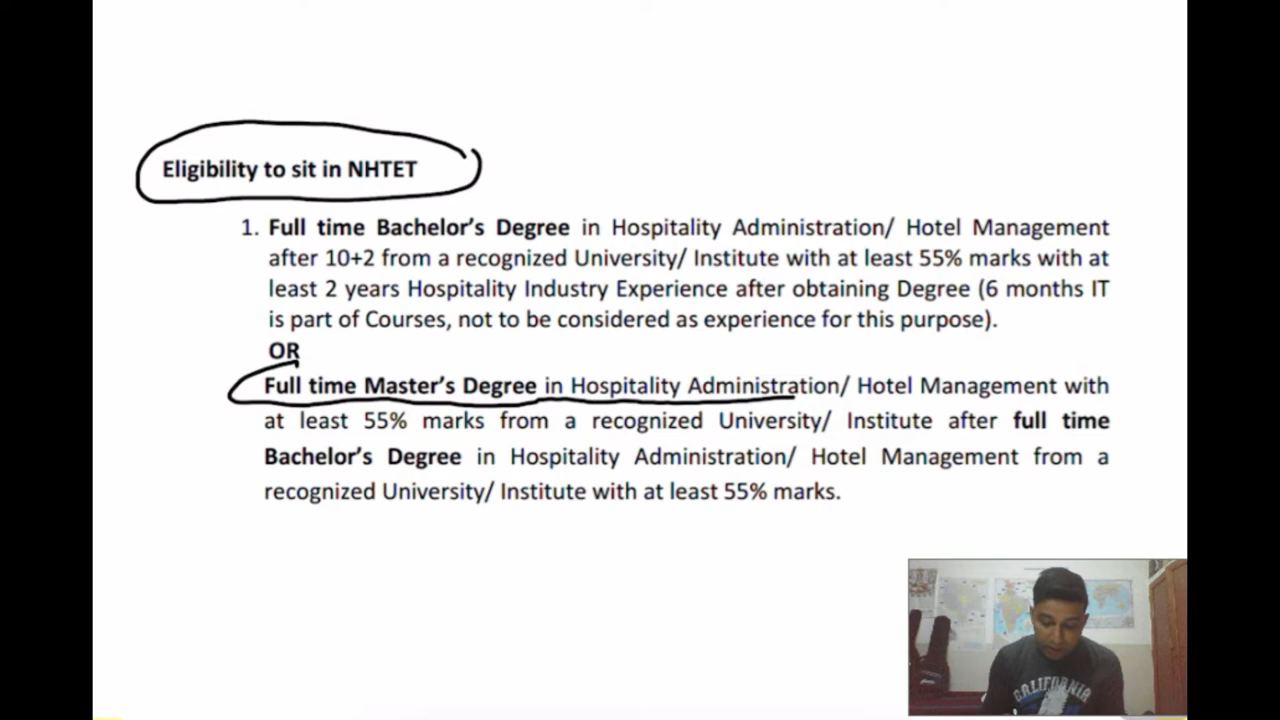 Eligibility to sit in NHTET
1. Full time Bachelor's Degree in Hospitality Administration/ Hotel Management
after 10+2 from a recognized University/ Institute with at least 55% marks with at
least 2 years Hospitality Industry Experience after obtaining Degree (6 months IT
is part of Courses, not to be considered as experience for this purpose).
OR
Full time Master's Degree in Hospitality Administration/ Hotel Management with
at least 55% marks from a recognized University/ Institute after full time
Bachelor's Degree in Hospitality Administration/ Hotel Management from a
recognized University/ Institute with at least 55% marks.
CALIFORNIA